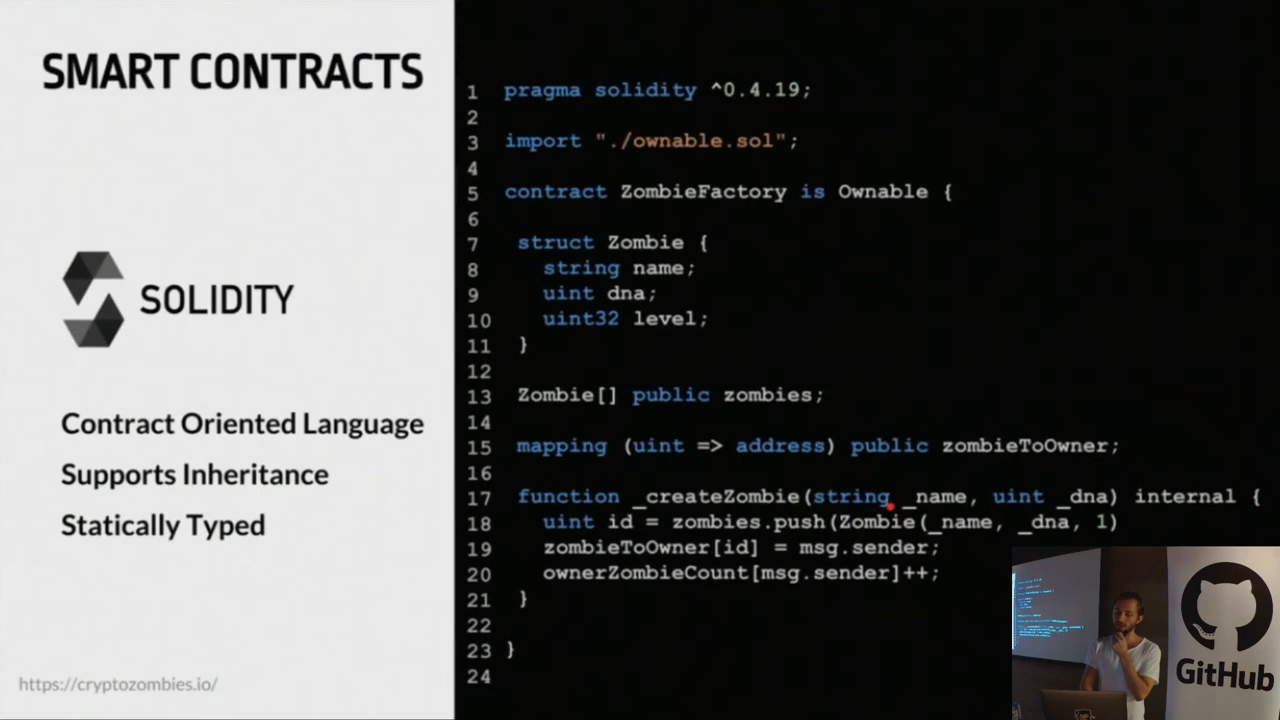 SMART CONTRACTS
SOLIDITY
Contract Oriented Language
Supports Inheritance
Statically Typed
https://cryptozombies.io/
1 pragma solidity ^0.4.19;
2
3 import "./ownable.sol";
4
5 contract ZombieFactory is Ownable {
6
7 struct Zombie {
8 string name;
9 uint dna;
10 uint32 level;
11 }
12
13 Zombie[] public zombies;
14
15 mapping (uint => address) public zombieToOwner;
16
17 function _createZombie(string _name, uint _dna) internal {
18 uint id = zombies.push(Zombie(_name, _dna, 1)
19 zombieToOwner[id] = msg.sender;
20 ownerZombieCount[msg.sender]++;
21 }
22
23 }
24
GitHub